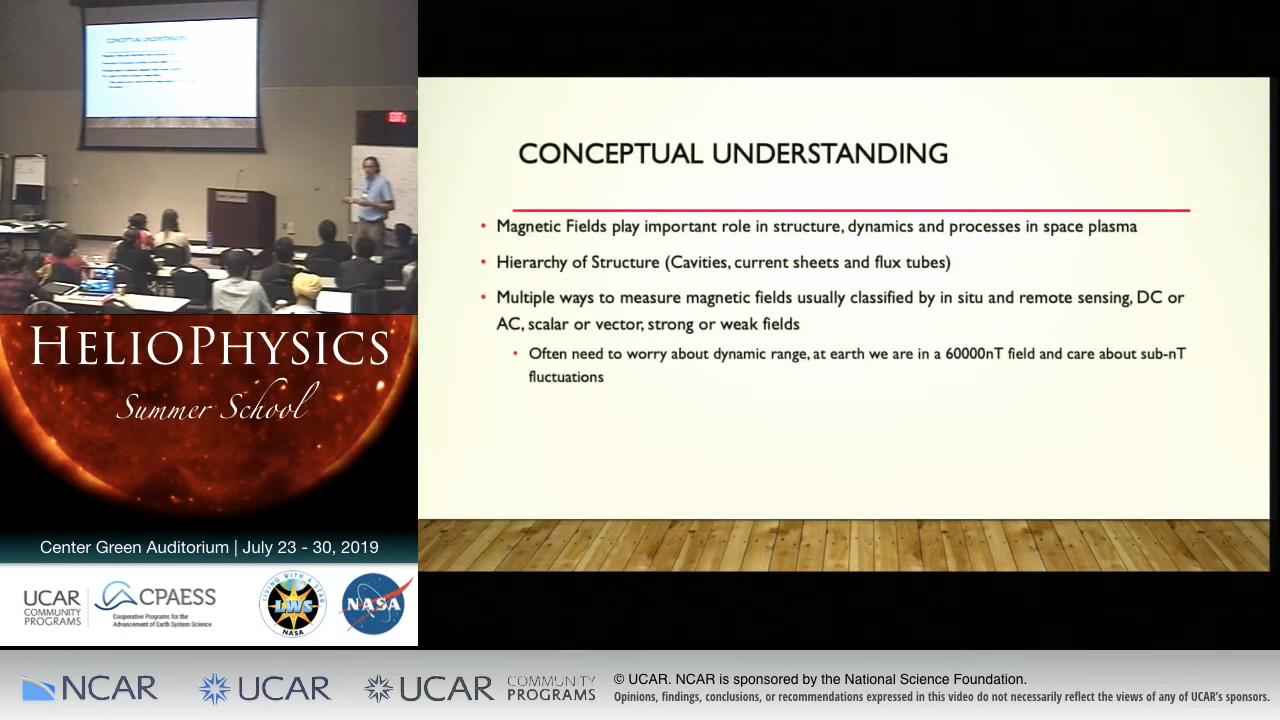 EXIT
CONCEPTUAL UNDERSTANDING
• Magnetic Fields play important role in structure, dynamics and processes in space plasma
• Hierarchy of Structure (Cavities, current sheets and flux tubes)
• Multiple ways to measure magnetic fields usually classified by in situ and remote sensing, DC or
AC, scalar or vector, strong or weak fields
• Often need to worry about dynamic range, at earth we are in a 60000nT field and care about sub-nT
fluctuations
HELIOPHYSICS
Summer School
Center Green Auditorium | July 23 - 30, 2019
UCAR
COMMUNITY
PROGRAMS
CPAESS
Cooperative Programs for the
Advancement of Earth System Science
LIVING WITH A STAR
LWS
NASA
NASA
NCAR
UCAR
UCAR
COMMUNITY
PROGRAMS
© UCAR. NCAR is sponsored by the National Science Foundation.
Opinions, findings, conclusions, or recommendations expressed in this video do not necessarily reflect the views of any of UCAR's sponsors.